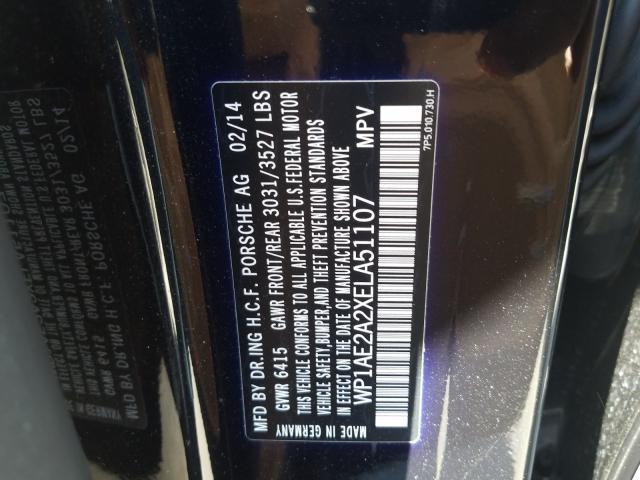 MFD BY DR.ING H.C.F. PORSCHE AG 02/14
GVWR 6415 GAWR FRONT/REAR 3031/3527 LBS
THIS VEHICLE CONFORMS TO ALL APPLICABLE U.S.FEDERAL MOTOR
VEHICLE SAFETY,BUMPER,AND THEFT PREVENTION STANDARDS
IN EFFECT ON THE DATE OF MANUFACTURE SHOWN ABOVE
WP1AE2A2XELA51107 MPV
MADE IN GERMANY 7P5.010.730.H